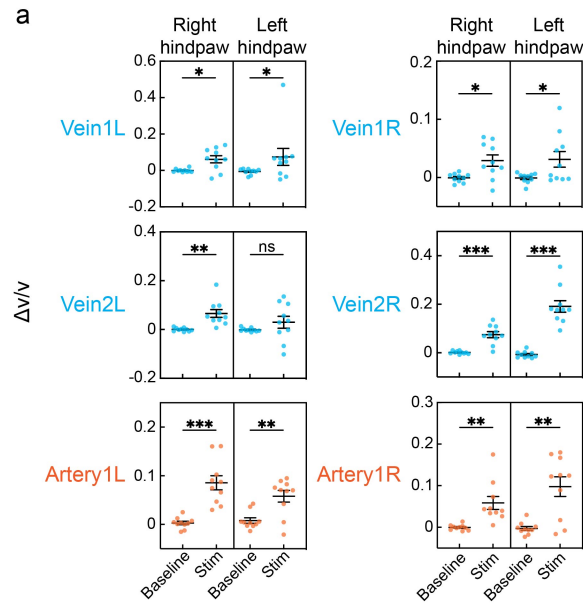 a
Right hindpaw
Left hindpaw
Right hindpaw
Left hindpaw
Δv/v
Vein1L
0.6
0.4
0.2
0
-0.2
*
*
Vein1R
0.2
0.1
0
*
*
Vein2L
0.4
0.2
0
-0.2
**
ns
Vein2R
0.4
0.2
0
***
***
Artery1L
0.2
0.1
0
***
**
Baseline
Stim
Baseline
Stim
Artery1R
0.3
0.2
0.1
0
**
**
Baseline
Stim
Baseline
Stim